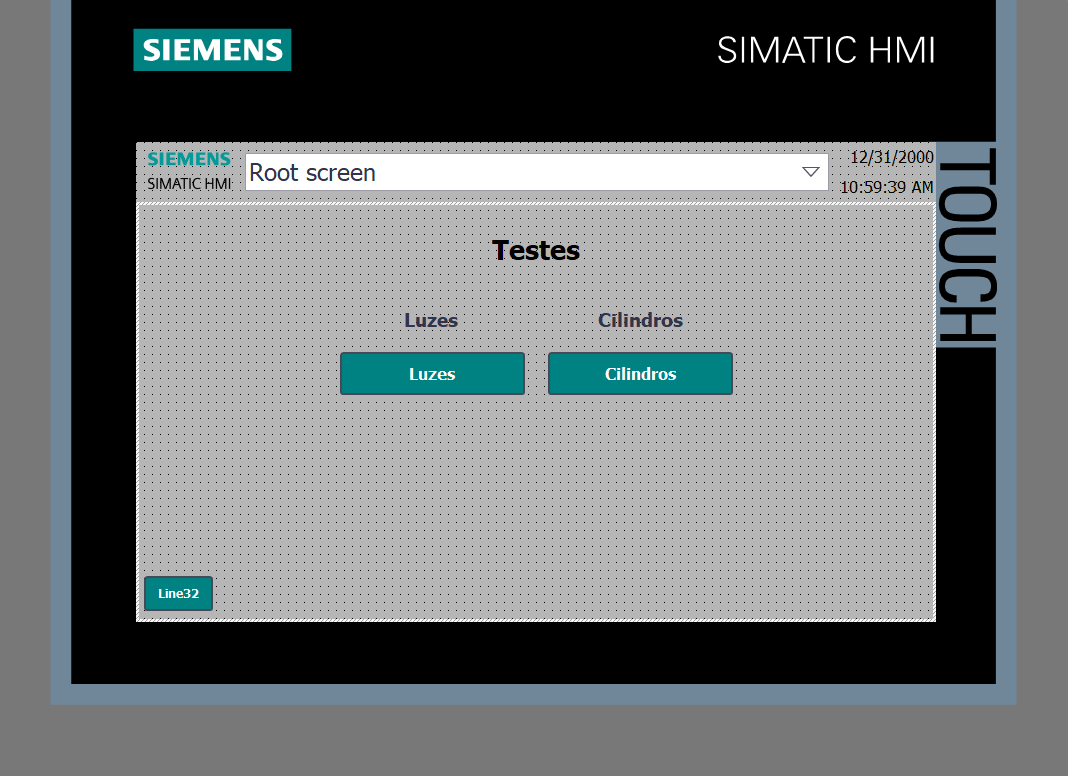 SIEMENS
SIMATIC HMI
SIEMENS
SIMATIC HMI
Root screen
12/31/2000
10:59:39 AM
TOUCH
Testes
Luzes
Cilindros
Luzes
Cilindros
Line32